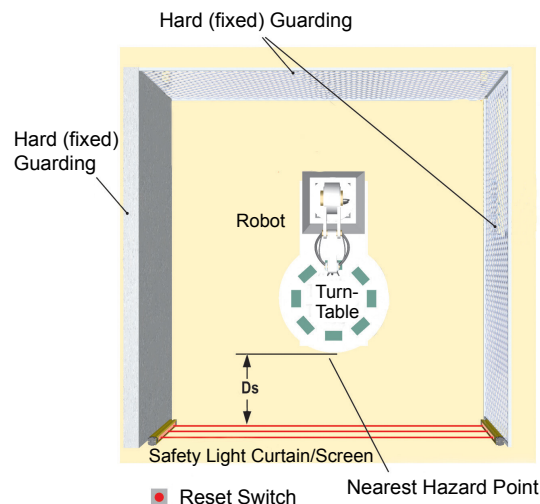 Hard (fixed) Guarding
Hard (fixed)
Guarding
Robot
Turn-
Table
Ds
Safety Light Curtain/Screen
Nearest Hazard Point
Reset Switch